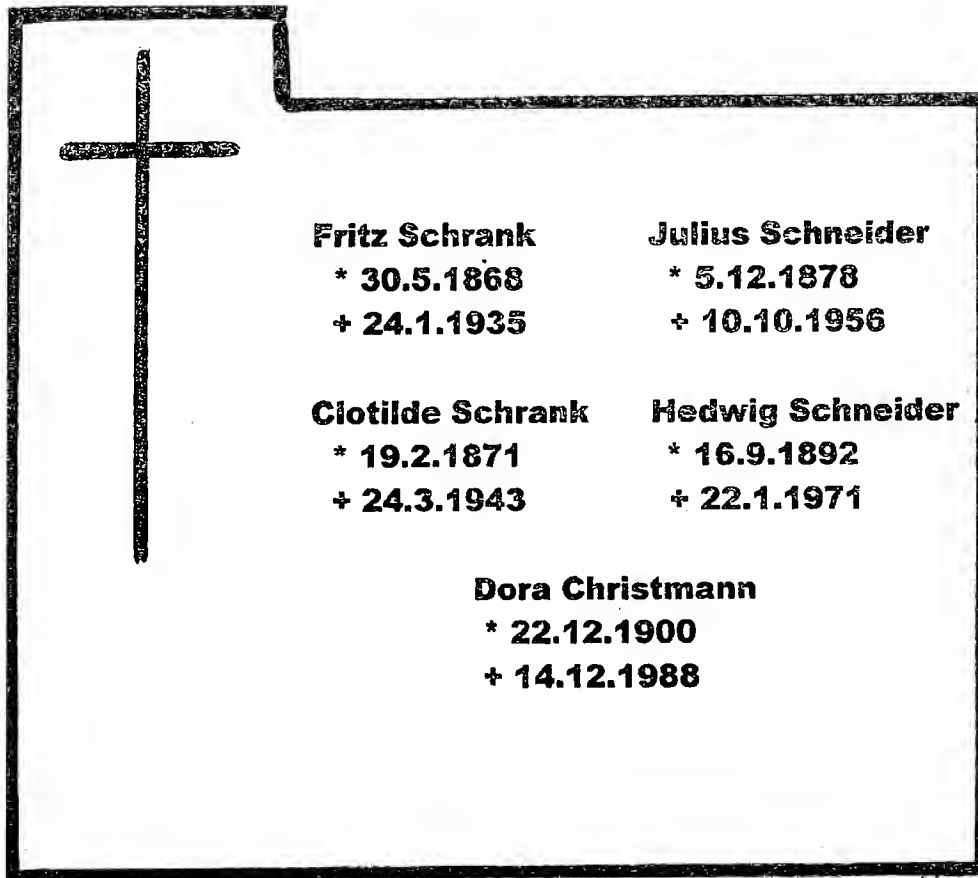 Fritz Schrank
* 30.5.1868
+ 24.1.1935
Julius Schneider
* 5.12.1878
+ 10.10.1956
Clotilde Schrank
* 19.2.1871
+ 24.3.1943
Hedwig Schneider
* 16.9.1892
+ 22.1.1971
Dora Christmann
* 22.12.1900
+ 14.12.1988